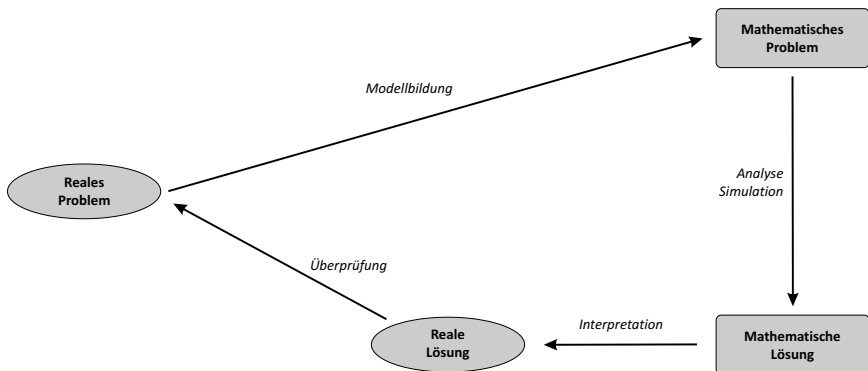 Mathematisches
Problem
Modellbildung
Reales
Problem
Analyse
Simulation
Überprüfung
Interpretation
Reale
Lösung
Mathematische
Lösung